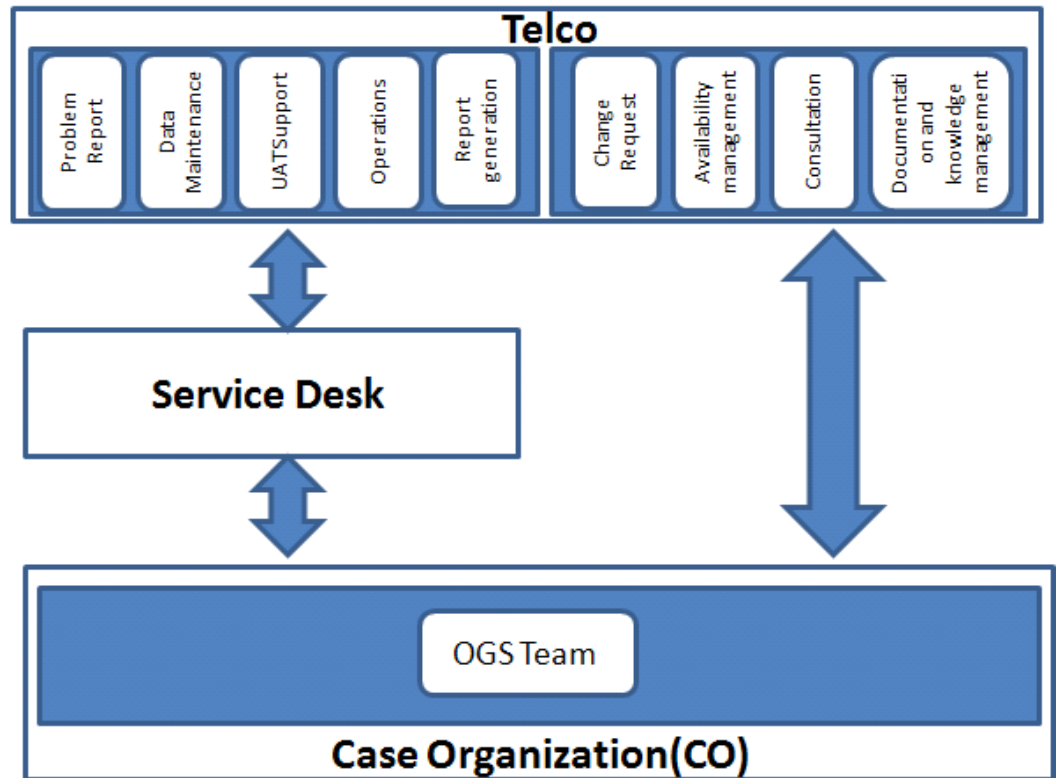 Telco
Problem
Report
Data
Maintenance
UATSupport
Operations
Report
generation
Change
Request
Availability
management
Consultation
Documentati
on and
knowledge
management
Service Desk
OGS Team
Case Organization(CO)